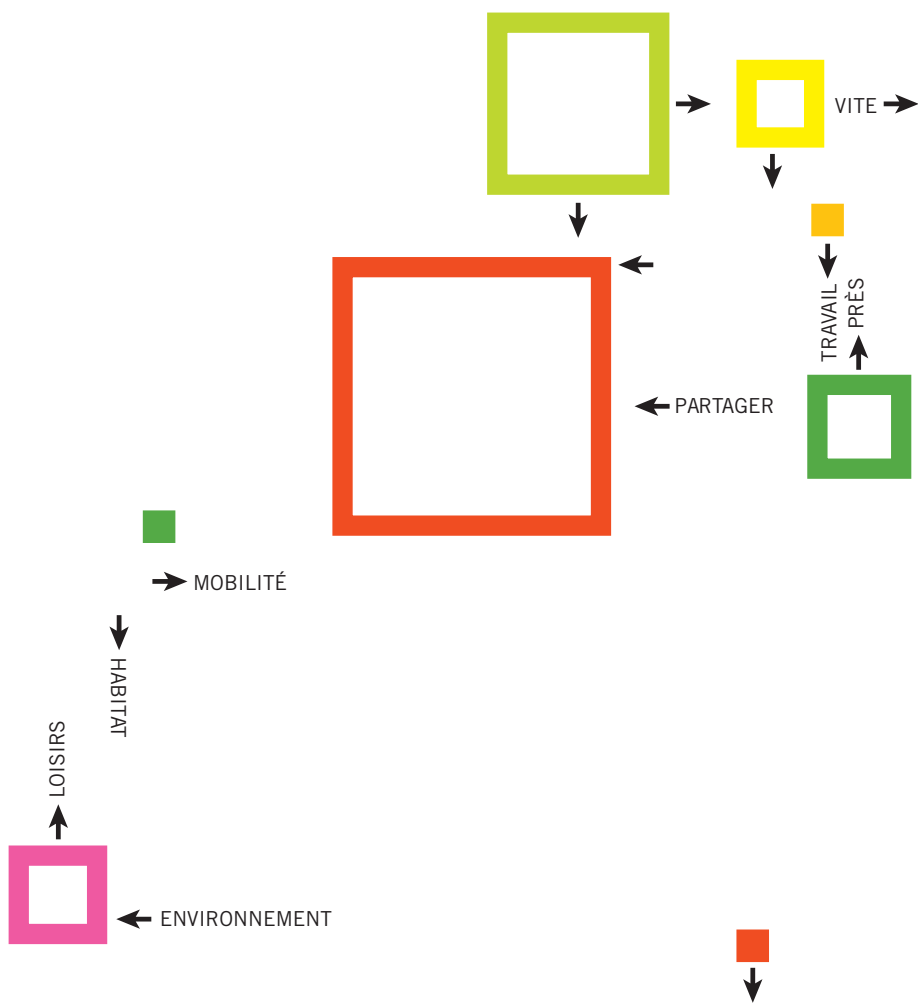 VITE
TRAVAIL
PRÈS
PARTAGER
MOBILITÉ
HABITAT
LOISIRS
ENVIRONNEMENT